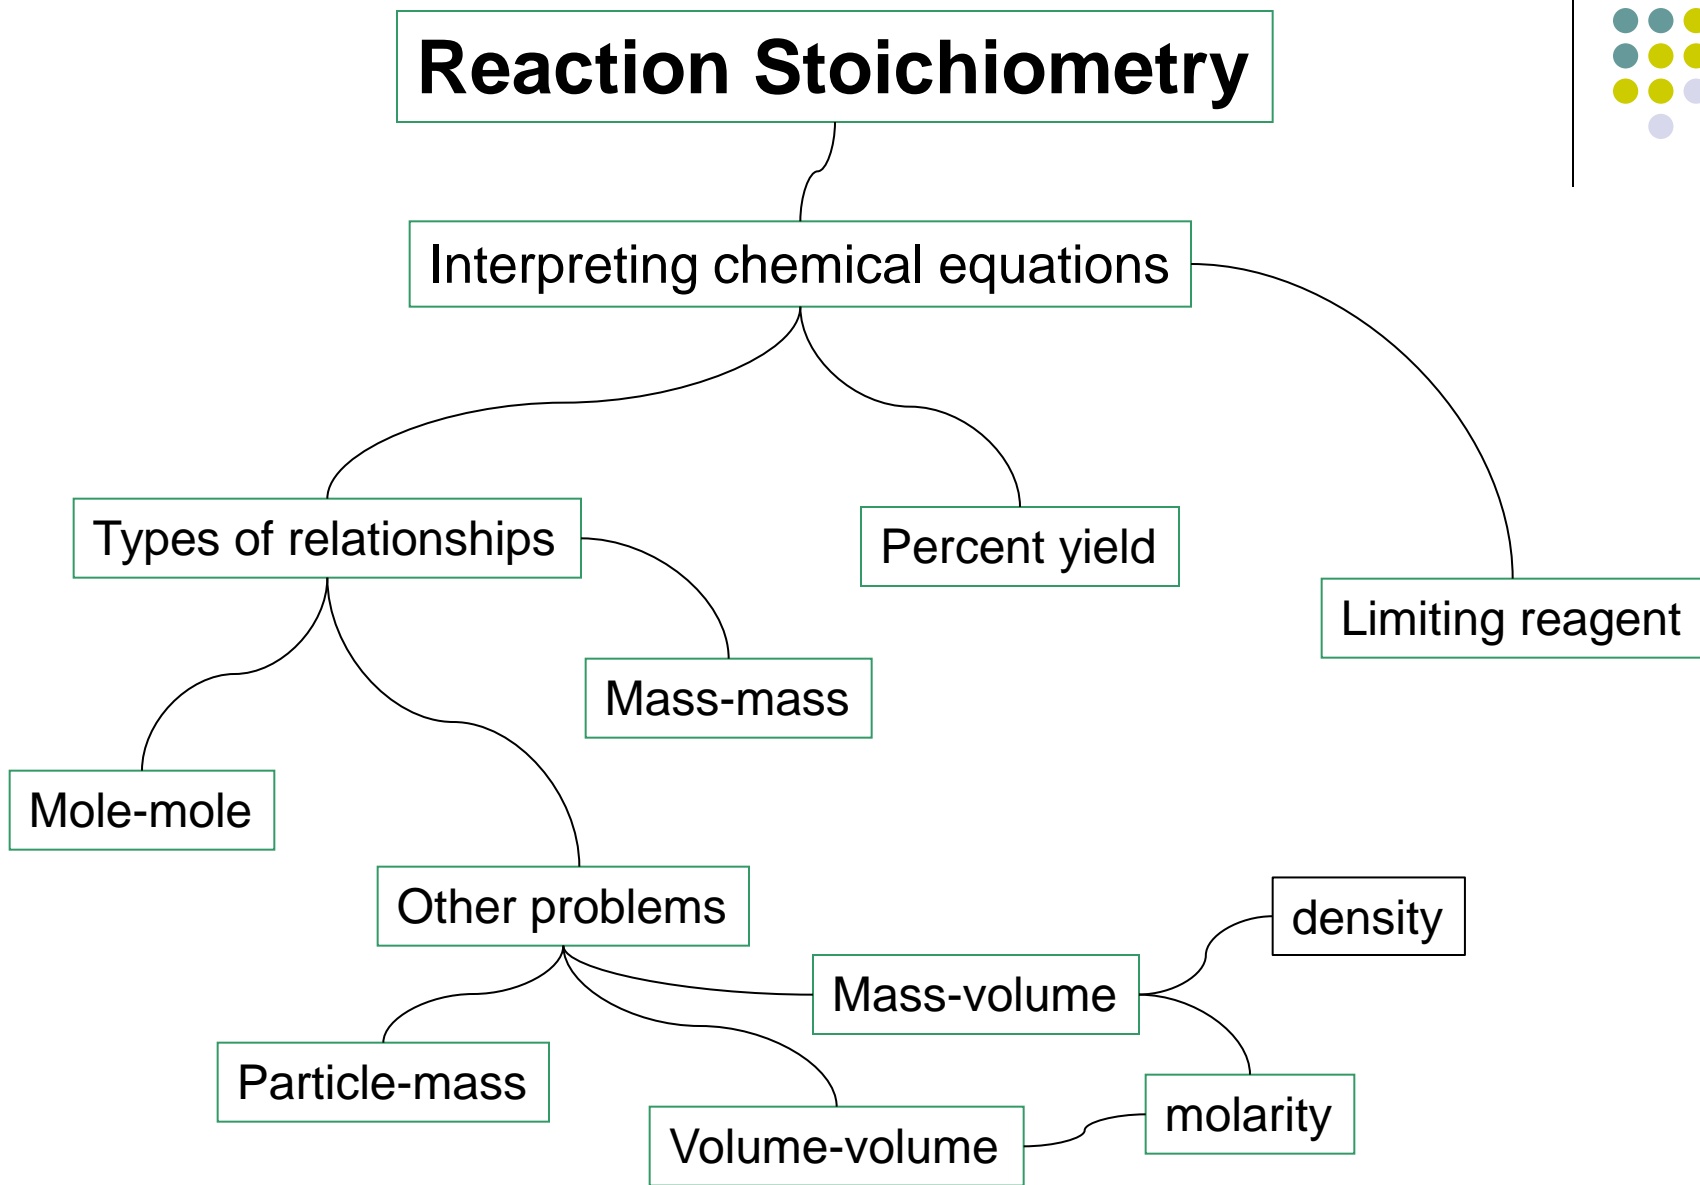 Reaction Stoichiometry
Interpreting chemical equations
Types of relationships
Percent yield
Limiting reagent
Mass-mass
Mole-mole
Other problems
density
Mass-volume
Particle-mass
molarity
Volume-volume